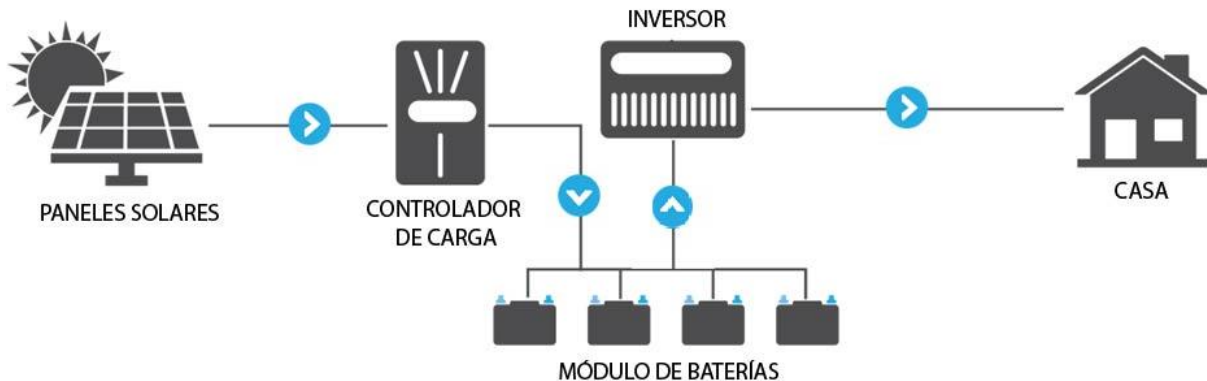 INVERSOR
PANELES SOLARES
CONTROLADOR
DE CARGA
CASA
MÓDULO DE BATERÍAS